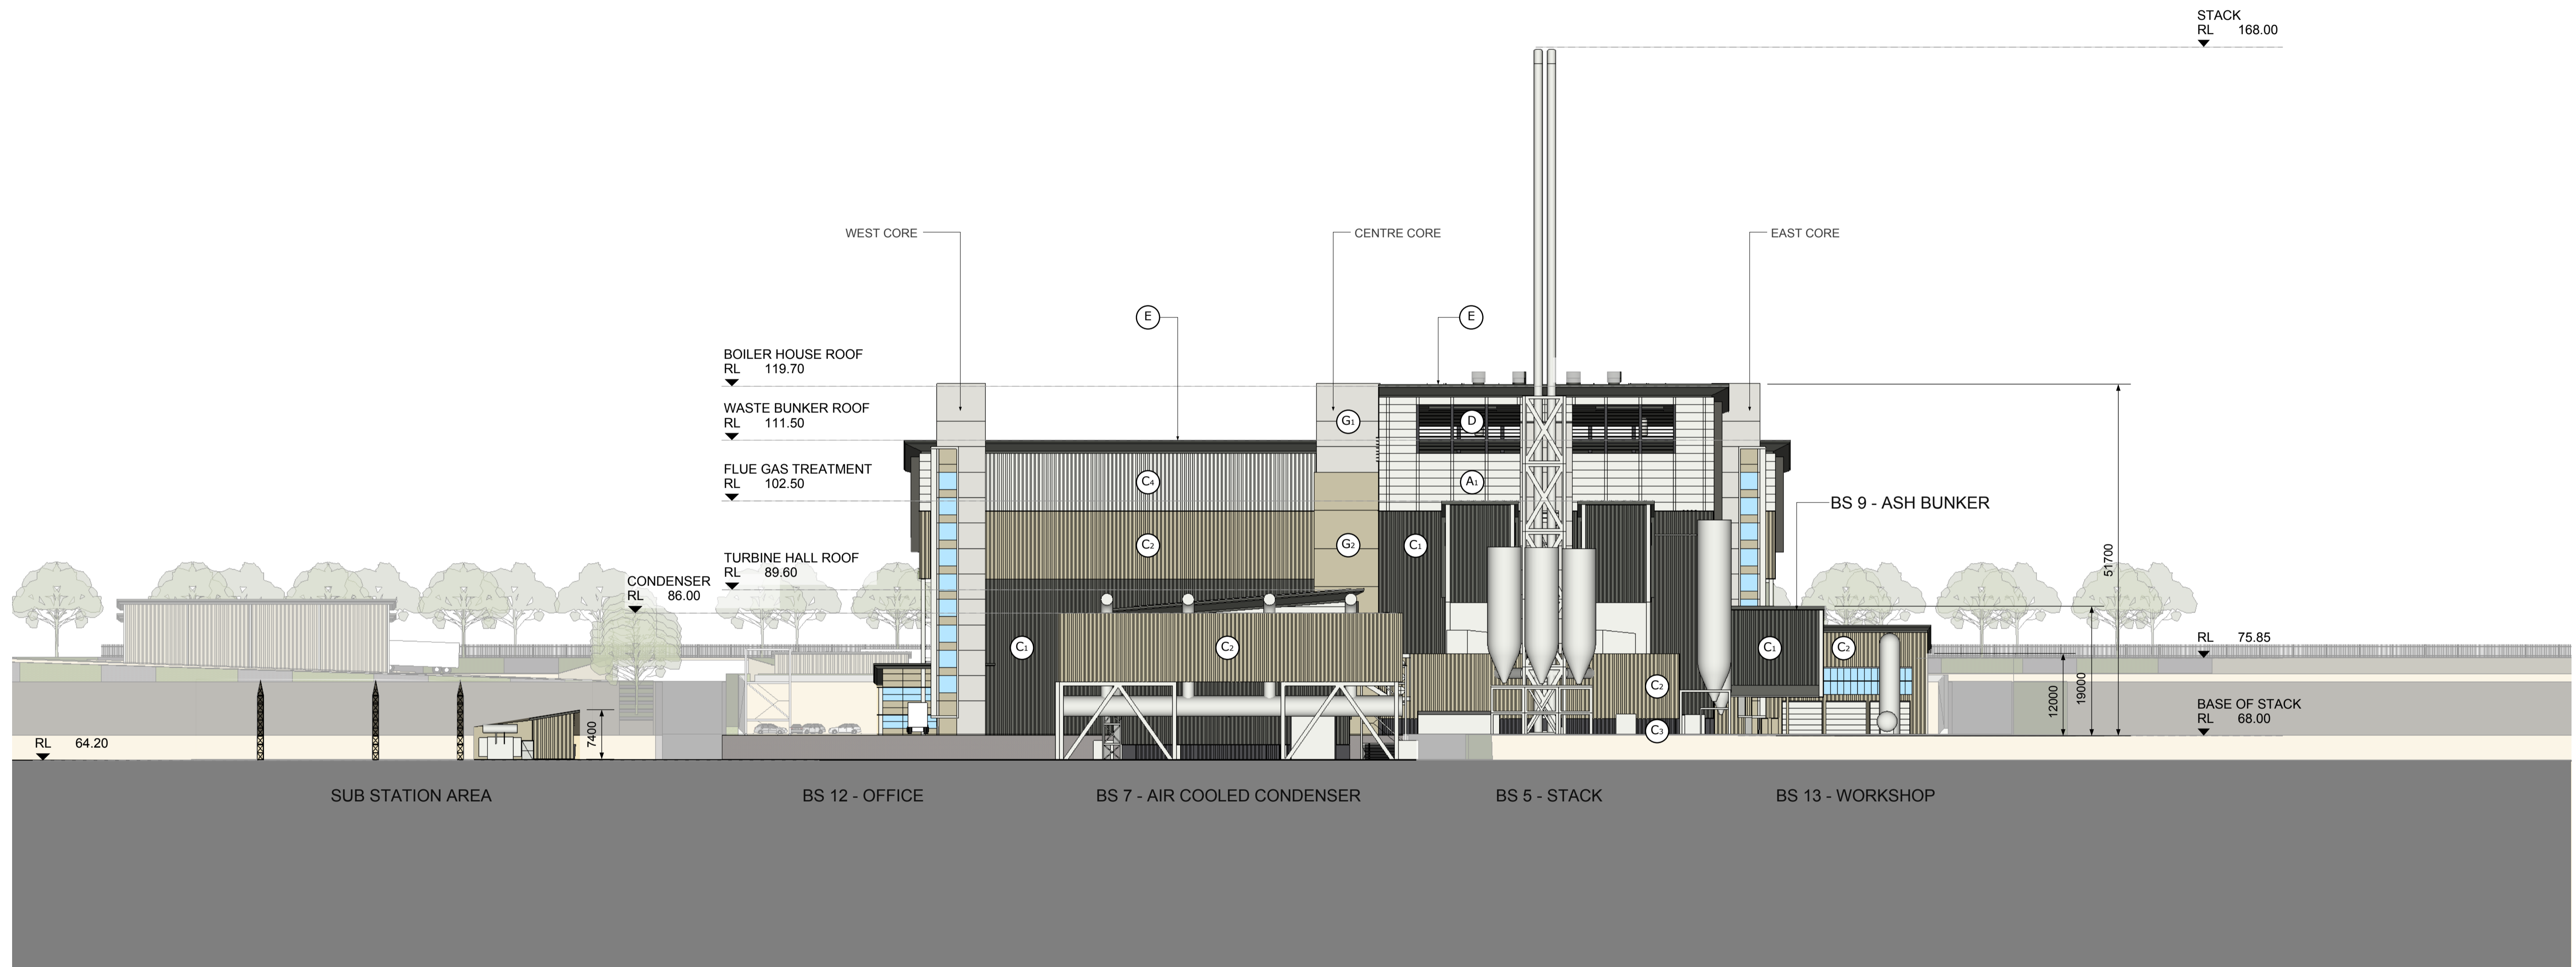 STACK
RL 168.00
WEST CORE
CENTRE CORE
EAST CORE
E
E
BOILER HOUSE ROOF
RL 119.70
WASTE BUNKER ROOF
RL 111.50
G1
D
FLUE GAS TREATMENT
RL 102.50
C4
A1
BS 9 - ASH BUNKER
C2
G2
C1
TURBINE HALL ROOF
RL 89.60
CONDENSER
RL 86.00
51700
C1
C2
C1
C2
RL 75.85
C2
12000
19000
BASE OF STACK
RL 68.00
C3
7400
RL 64.20
SUB STATION AREA
BS 12 - OFFICE
BS 7 - AIR COOLED CONDENSER
BS 5 - STACK
BS 13 - WORKSHOP